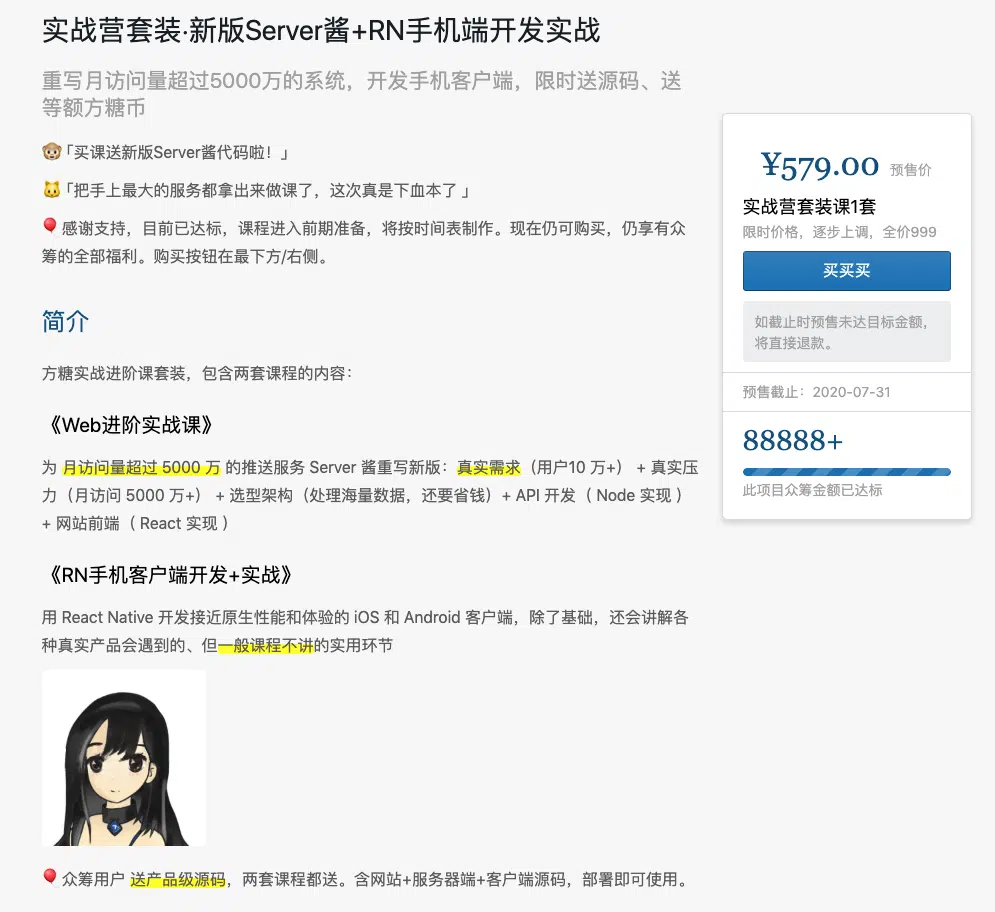 实战营套装·新版Server酱+RN手机端开发实战
重写月访问量超过5000万的系统，开发手机客户端，限时送源码、送
等额方糖币
🐵「买课送新版Server酱代码啦！」
🐱「把手上最大的服务都拿出来做课了，这次真是下血本了 」
🎈 感谢支持，目前已达标，课程进入前期准备，将按时间表制作。现在仍可购买，仍享有众
筹的全部福利。购买按钮在最下方/右侧。
简介
方糖实战进阶课套装，包含两套课程的内容：
《Web进阶实战课》
为 月访问量超过 5000 万 的推送服务 Server 酱重写新版：真实需求（用户10 万+） + 真实压
力（月访问 5000 万+） + 选型架构（处理海量数据，还要省钱）+ API 开发（ Node 实现 ）
+ 网站前端（ React 实现 ）
《RN手机客户端开发+实战》
用 React Native 开发接近原生性能和体验的 iOS 和 Android 客户端，除了基础，还会讲解各
种真实产品会遇到的、但一般课程不讲的实用环节
🎈 众筹用户 送产品级源码，两套课程都送。含网站+服务器端+客户端源码，部署即可使用。
¥579.00 预售价
实战营套装课1套
限时价格，逐步上调，全价999
买买买
如截止时预售未达目标金额，
将直接退款。
预售截止：2020-07-31
88888+
此项目众筹金额已达标